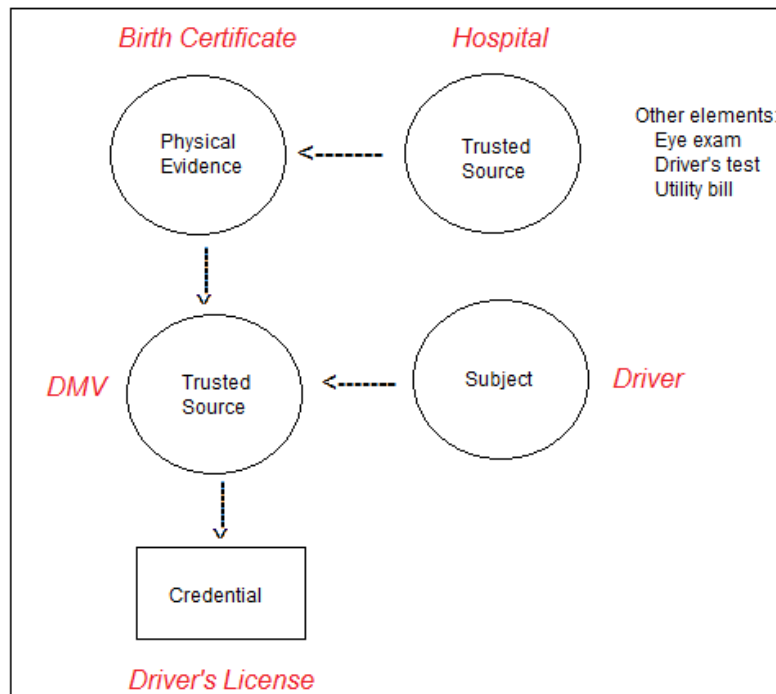 Birth Certificate
Hospital
Physical
Evidence
Trusted
Source
Other elements:
Eye exam
Driver's test
Utility bill
DMV
Trusted
Source
Subject
Driver
Credential
Driver's License